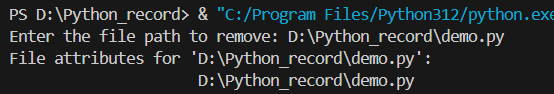 PS D:\Python_record> & "C:/Program Files/Python312/python.exe
Enter the file path to remove: D:\Python_record\demo.py
File attributes for 'D:\Python_record\demo.py':
D:\Python_record\demo.py